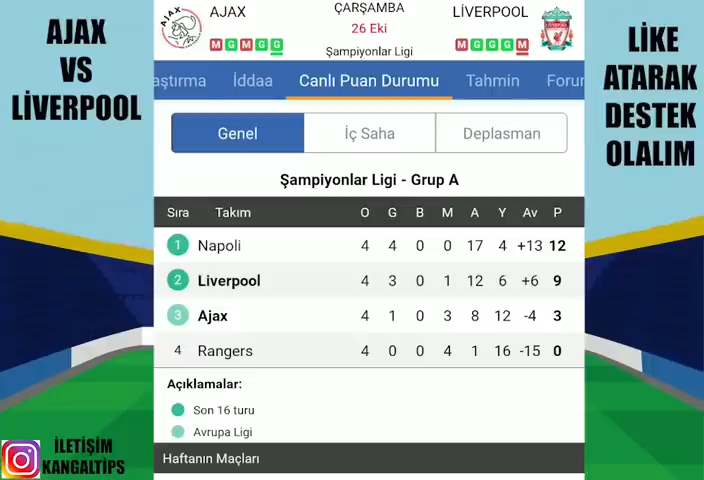 AJAX
VS
LİVERPOOL
AJAX
AJAX
M G M G G
ÇARŞAMBA
26 Eki
Şampiyonlar Ligi
LİVERPOOL
M G G G M
LİKE
ATARAK
DESTEK
OLALIM
aştırma İddaa Canlı Puan Durumu Tahmin Forur
Genel İç Saha Deplasman
Şampiyonlar Ligi - Grup A
Sıra Takım O G B M A Y Av P
1 Napoli 4 4 0 0 17 4 +13 12
2 Liverpool 4 3 0 1 12 6 +6 9
3 Ajax 4 1 0 3 8 12 -4 3
4 Rangers 4 0 0 4 1 16 -15 0
Açıklamalar:
Son 16 turu
Avrupa Ligi
Haftanın Maçları
İLETİŞİM
KANGALTİPS